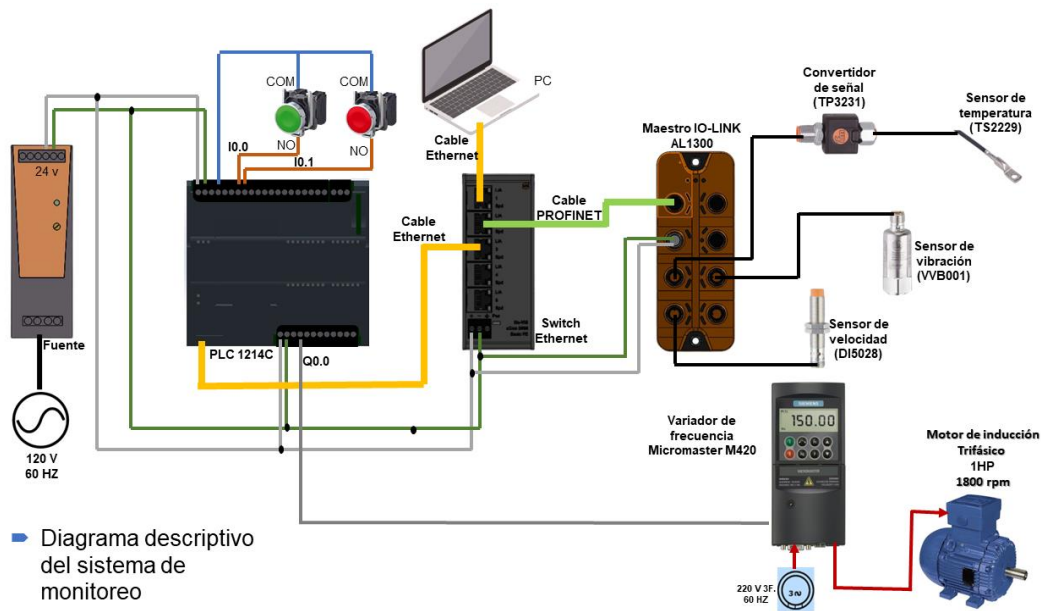 COM
COM
PC
NO
NO
I0.0
I0.1
24 v
Fuente
120 V
60 HZ
PLC 1214C
Q0.0
Cable
Ethernet
Cable
Ethernet
Cable
PROFINET
Switch
Ethernet
Maestro IO-LINK
AL1300
Convertidor
de señal
(TP3231)
Sensor de
temperatura
(TS2229)
Sensor de
vibración
(VVB001)
Sensor de
velocidad
(DI5028)
Variador de
frecuencia
Micromaster M420
SIEMENS
150.00
220 V 3F.
60 HZ
3~
Motor de inducción
Trifásico
1HP
1800 rpm
Diagrama descriptivo
del sistema de
monitoreo